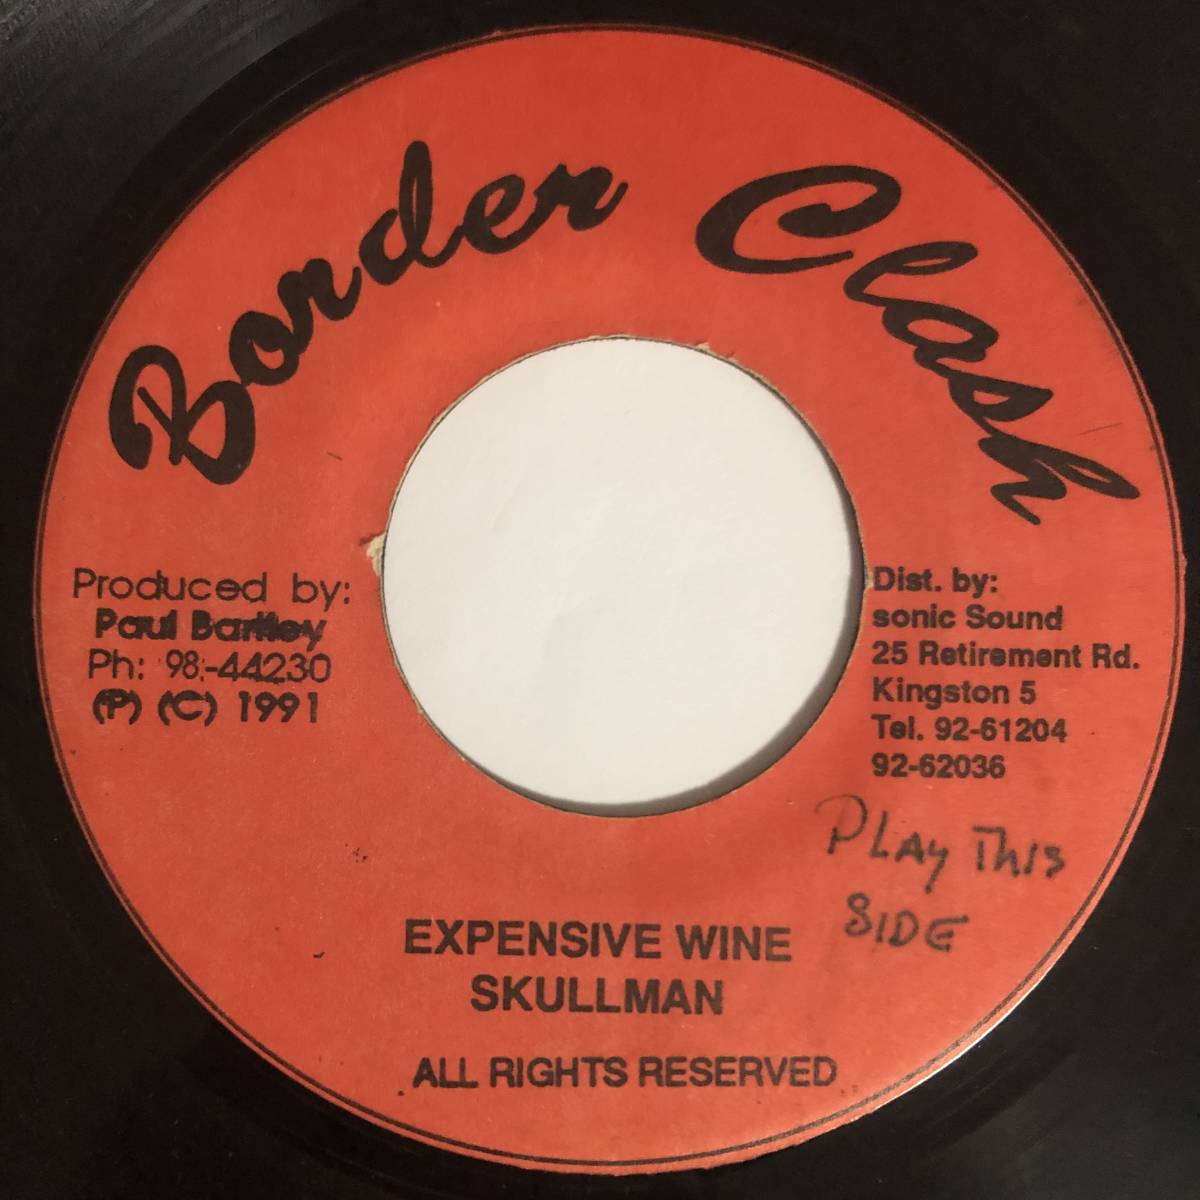 Border Clash
Produced by:
Paul Bartley
Ph: 98-44230
(P) (C) 1991
Dist. by:
sonic Sound
25 Retirement Rd.
Kingston 5
Tel. 92-61204
92-62036
PLAY THIS
SIDE
EXPENSIVE WINE
SKULLMAN
ALL RIGHTS RESERVED